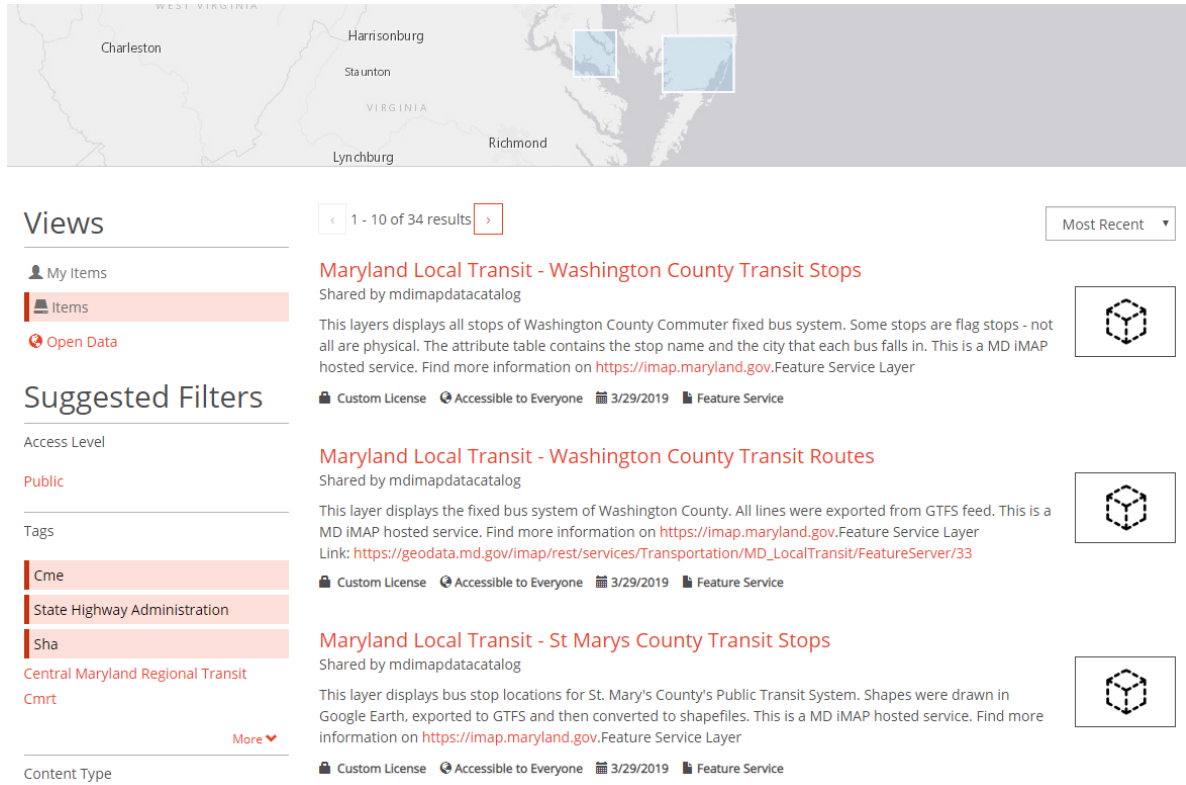 WEST VIRGINIA
Charleston
Harrisonburg
Staunton
VIRGINIA
Richmond
Lynchburg
Views
My Items
Items
Open Data
Suggested Filters
Access Level
Public
Tags
Cme
State Highway Administration
Sha
Central Maryland Regional Transit
Cmrt
More
Content Type
‹ 1 - 10 of 34 results ›
Most Recent ▼
Maryland Local Transit - Washington County Transit Stops
Shared by mdimapdatacatalog
This layers displays all stops of Washington County Commuter fixed bus system. Some stops are flag stops - not
all are physical. The attribute table contains the stop name and the city that each bus falls in. This is a MD iMAP
hosted service. Find more information on https://imap.maryland.gov.Feature Service Layer
Custom License Accessible to Everyone 3/29/2019 Feature Service
Maryland Local Transit - Washington County Transit Routes
Shared by mdimapdatacatalog
This layer displays the fixed bus system of Washington County. All lines were exported from GTFS feed. This is a
MD iMAP hosted service. Find more information on https://imap.maryland.gov.Feature Service Layer
Link: https://geodata.md.gov/imap/rest/services/Transportation/MD_LocalTransit/FeatureServer/33
Custom License Accessible to Everyone 3/29/2019 Feature Service
Maryland Local Transit - St Marys County Transit Stops
Shared by mdimapdatacatalog
This layer displays bus stop locations for St. Mary's County's Public Transit System. Shapes were drawn in
Google Earth, exported to GTFS and then converted to shapefiles. This is a MD iMAP hosted service. Find more
information on https://imap.maryland.gov.Feature Service Layer
Custom License Accessible to Everyone 3/29/2019 Feature Service